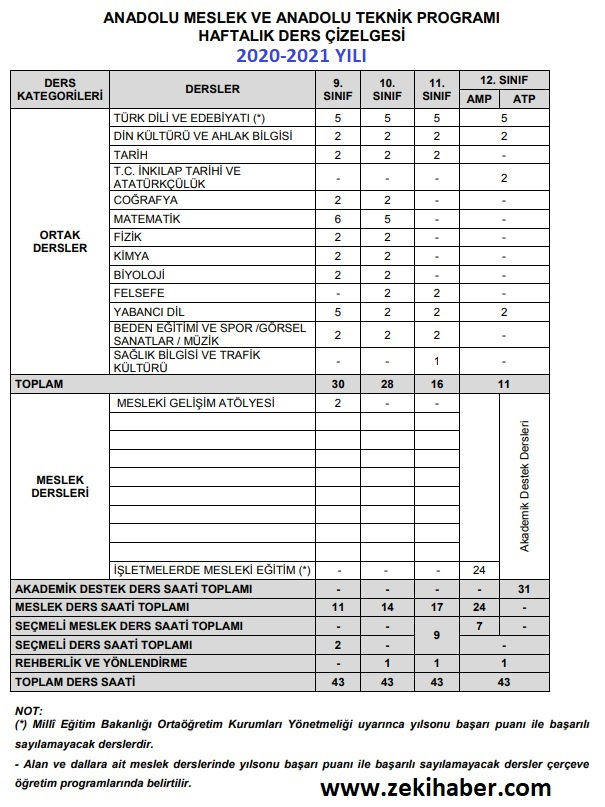 ANADOLU MESLEK VE ANADOLU TEKNİK PROGRAMI
HAFTALIK DERS ÇİZELGESİ
2020-2021 YILI
DERS KATEGORİLERİ DERSLER 9. SINIF 10. SINIF 11. SINIF 12. SINIF
AMP ATP
ORTAK DERSLER
TÜRK DİLİ VE EDEBİYATI (*) 5 5 5 5
DİN KÜLTÜRÜ VE AHLAK BİLGİSİ 2 2 2 2
TARİH 2 2 2 -
T.C. İNKILAP TARİHİ VE
ATATÜRKÇÜLÜK - - - 2
COĞRAFYA 2 2 - -
MATEMATİK 6 5 - -
FİZİK 2 2 - -
KİMYA 2 2 - -
BİYOLOJİ 2 2 - -
FELSEFE - 2 2 -
YABANCI DİL 5 2 2 2
BEDEN EĞİTİMİ VE SPOR /GÖRSEL
SANATLAR / MÜZİK 2 2 2 -
SAĞLIK BİLGİSİ VE TRAFİK
KÜLTÜRÜ - - 1 -
TOPLAM 30 28 16 11
MESLEK DERSLERİ
MESLEKİ GELİŞİM ATÖLYESİ 2 - -
Akademik Destek Dersleri
İŞLETMELERDE MESLEKİ EĞİTİM (*) - - - 24
AKADEMİK DESTEK DERS SAATİ TOPLAMI - - - - 31
MESLEK DERS SAATİ TOPLAMI 11 14 17 24 -
SEÇMELİ MESLEK DERS SAATİ TOPLAMI - - 9 7 -
SEÇMELİ DERS SAATİ TOPLAMI 2 - -
REHBERLİK VE YÖNLENDİRME - 1 1 1
TOPLAM DERS SAATİ 43 43 43 43
NOT:
(*) Millî Eğitim Bakanlığı Ortaöğretim Kurumları Yönetmeliği uyarınca yılsonu başarı puanı ile başarılı
sayılamayacak derslerdir.
- Alan ve dallara ait meslek derslerinde yılsonu başarı puanı ile başarılı sayılamayacak dersler çerçeve
öğretim programlarında belirtilir.
www.zekihaber.com